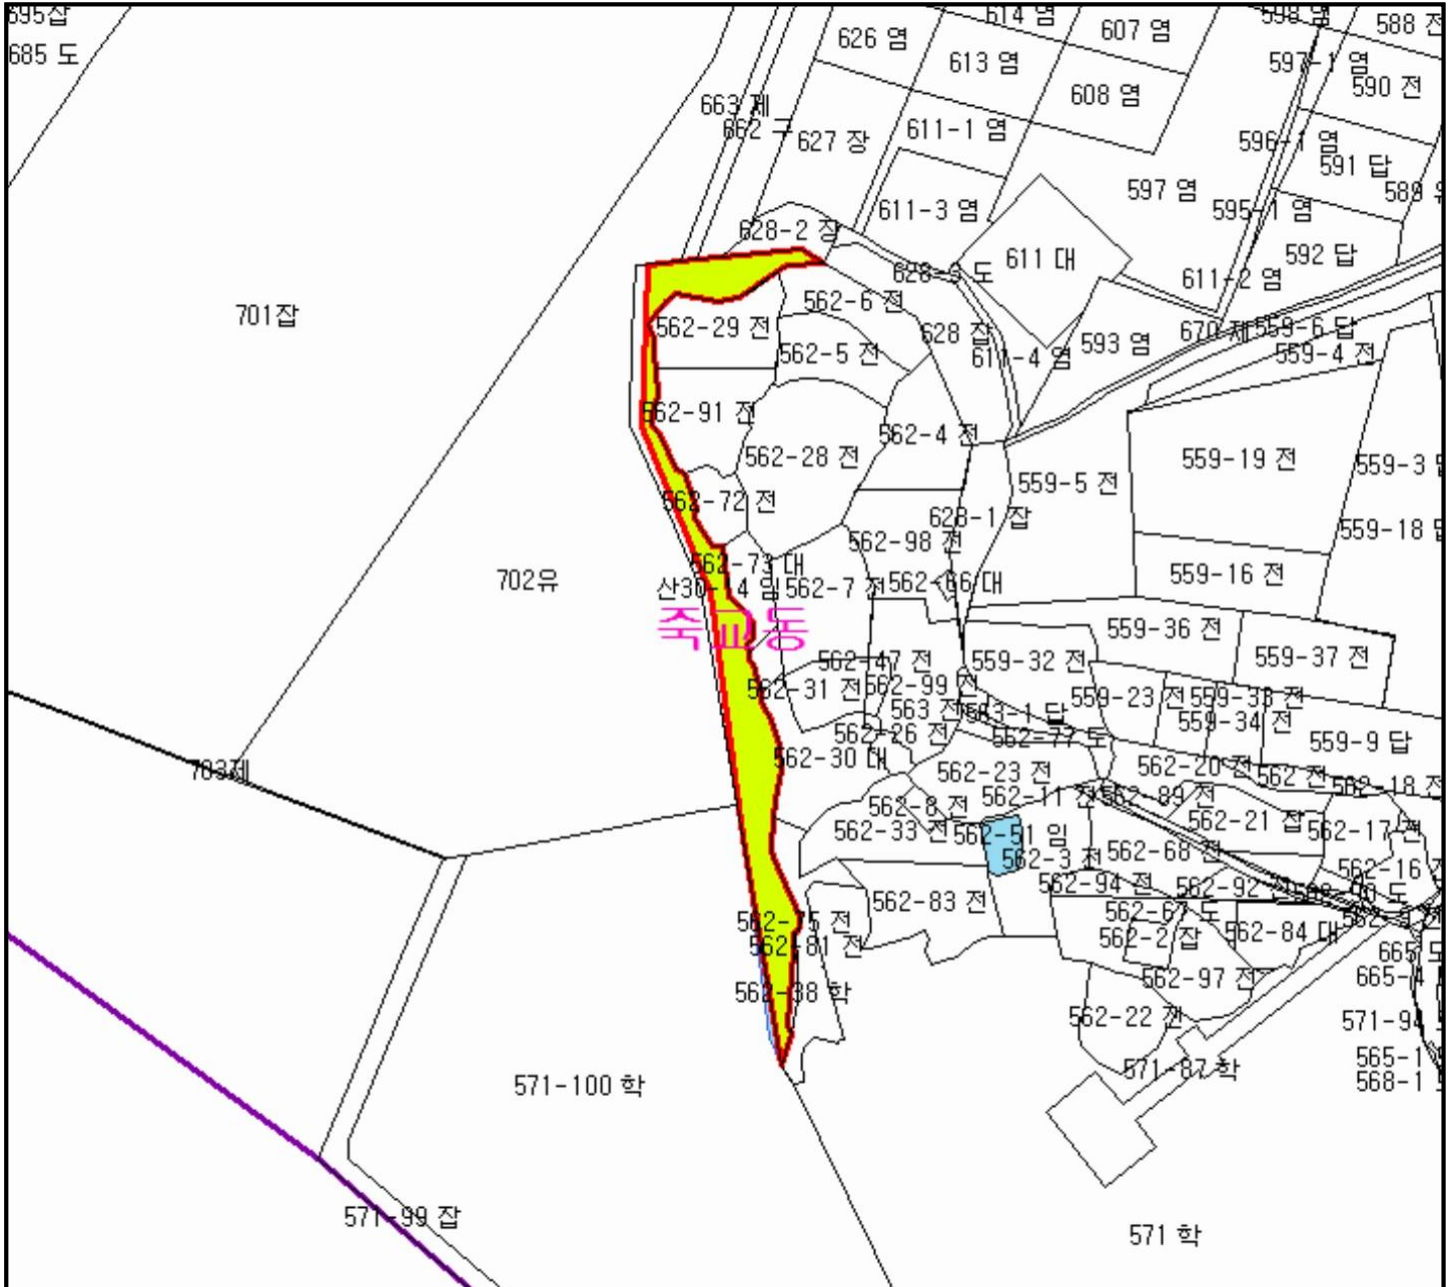 695잡
614 염
598 염
588 전
685 도
626 염
607 염
613 염
597-1 염
590 전
608 염
663 제
662 구
627 장
611-1 염
596-1 염
591 답
597 염
589
611-3 염
595-1 염
628-2 장
592 답
611 대
628-3 도
611-2 염
562-6 전
701잡
562-29 전
628 잡
670 제
559-6 답
593 염
562-5 전
611-4 염
559-4 전
562-91 전
562-4 전
562-28 전
559-19 전
559-3
559-5 전
562-72 전
628-1 잡
559-18
562-98 전
562-73 대
559-16 전
702유
산30-14 임
562-7 전
562-66 대
죽교동
559-36 전
559-37 전
562-47 전
559-32 전
562-31 전
562-99 전
559-23 전
559-33 전
563 전
563-1 답
559-34 전
562-26 전
562-77 도
559-9 답
562-30 대
703제
562-23 전
562-20 전
562 전
562-18 전
562-11 전
562-89 전
562-8 전
562-33 전
562-51 임
562-21 잡
562-17 전
562-3 전
562-68 전
562-16 전
562-94 전
562-92 전
562-83 전
562-75 전
562-67 도
562-2 잡
562-84 대
562-81 전
665 도
562-97 전
665-4
562-38 학
562-22 전
571-94
565-1
571-87 학
568-1
571-100 학
571-99 잡
571 학